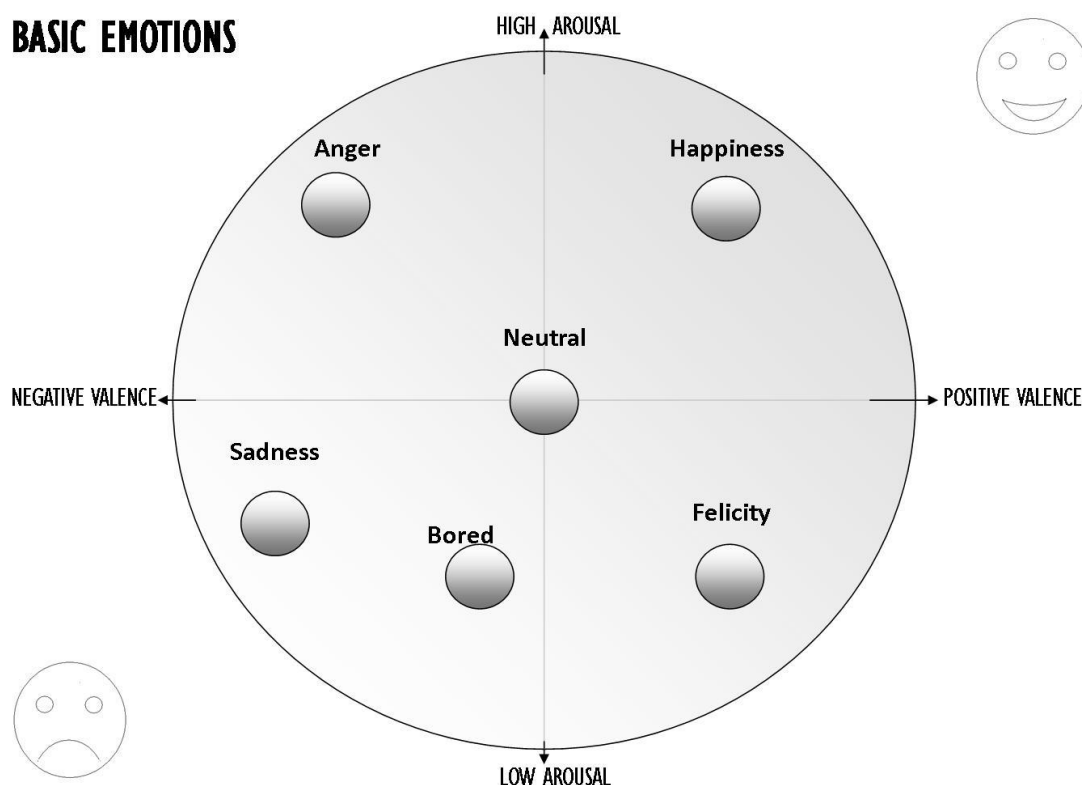 BASIC EMOTIONS
HIGH AROUSAL
Anger
Happiness
Neutral
NEGATIVE VALENCE
POSITIVE VALENCE
Sadness
Felicity
Bored
LOW AROUSAL